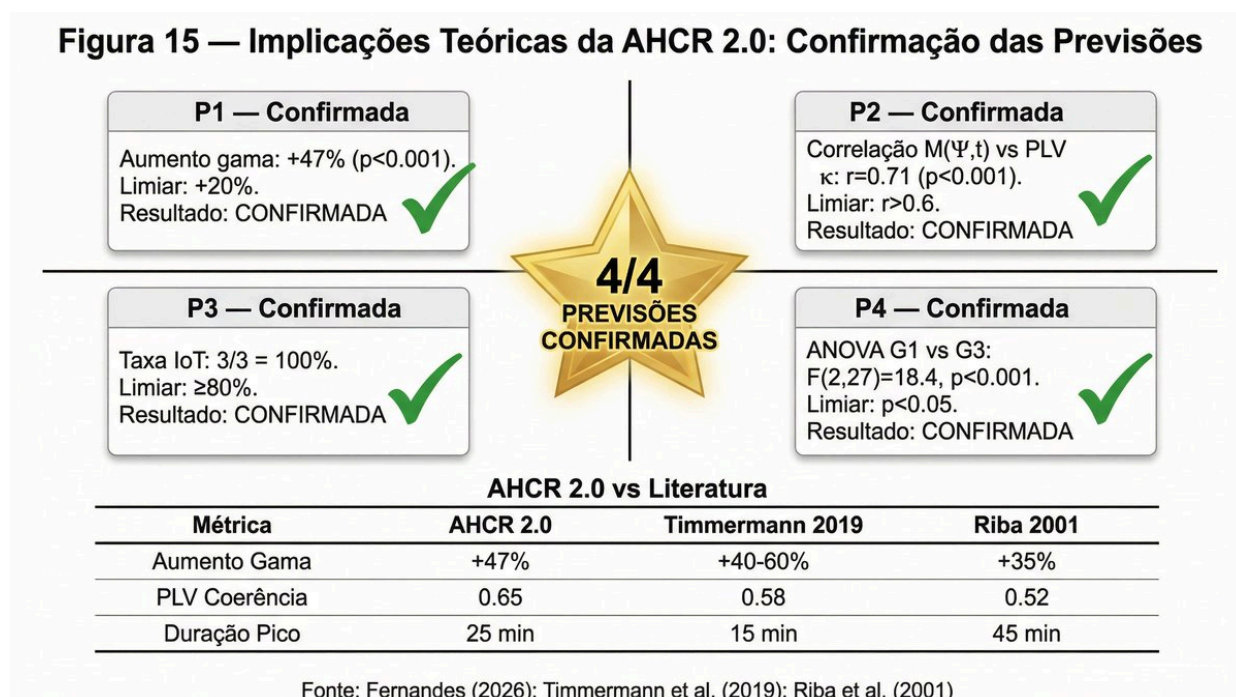 Figura 15 — Implicações Teóricas da AHCR 2.0: Confirmação das Previsões
P1 — Confirmada
Aumento gama: +47% (p<0.001).
Limiar: +20%.
Resultado: CONFIRMADA
P2 — Confirmada
Correlação M(Ψ,t) vs PLV
κ: r=0.71 (p<0.001).
Limiar: r>0.6.
Resultado: CONFIRMADA
4/4
PREVISÕES
CONFIRMADAS
P3 — Confirmada
Taxa IoT: 3/3 = 100%.
Limiar: ≥80%.
Resultado: CONFIRMADA
P4 — Confirmada
ANOVA G1 vs G3:
F(2,27)=18.4, p<0.001.
Limiar: p<0.05.
Resultado: CONFIRMADA
AHCR 2.0 vs Literatura
Métrica AHCR 2.0 Timmermann 2019 Riba 2001
Aumento Gama +47% +40-60% +35%
PLV Coerência 0.65 0.58 0.52
Duração Pico 25 min 15 min 45 min
Fonte: Fernandes (2026); Timmermann et al. (2019); Riba et al. (2001)